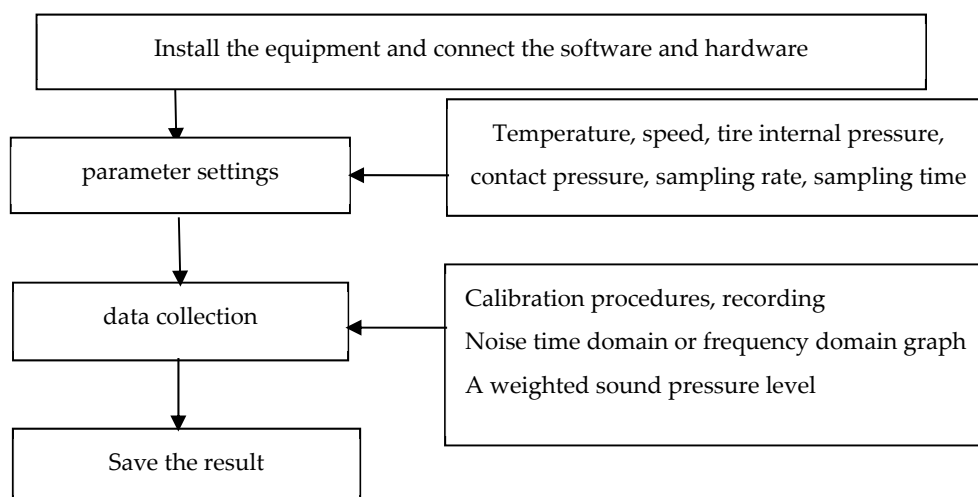 Install the equipment and connect the software and hardware
Temperature, speed, tire internal pressure,
contact pressure, sampling rate, sampling time
parameter settings
Calibration procedures, recording
Noise time domain or frequency domain graph
A weighted sound pressure level
data collection
Save the result